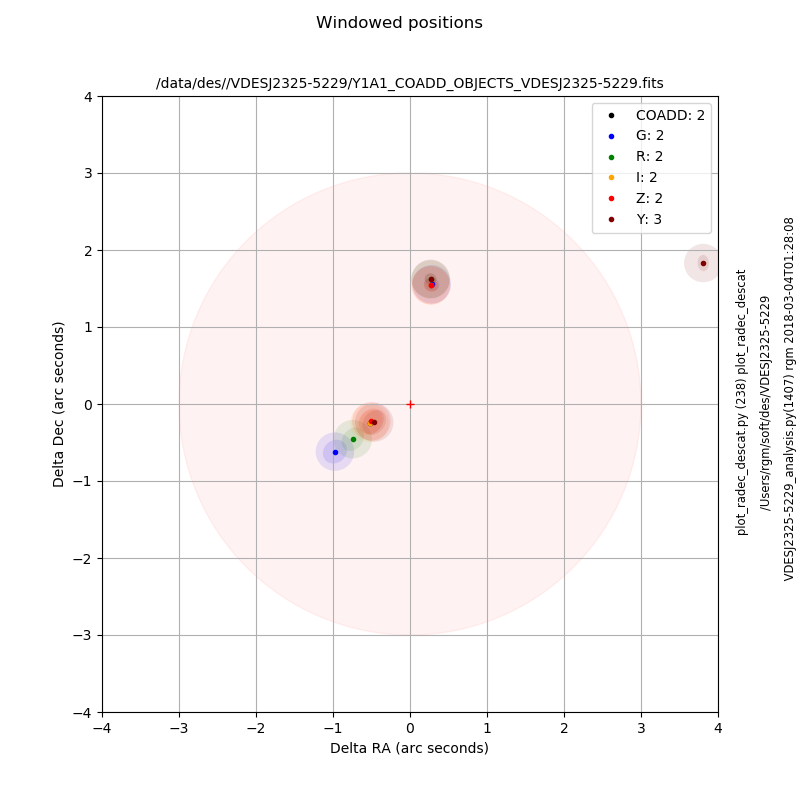 Windowed positions
/data/des//VDESJ2325-5229/Y1A1_COADD_OBJECTS_VDESJ2325-5229.fits
COADD: 2
G: 2
R: 2
I: 2
Z: 2
Y: 3
4
3
2
1
0
−1
−2
−3
−4
Delta Dec (arc seconds)
−4
−3
−2
−1
0
1
2
3
4
Delta RA (arc seconds)
plot_radec_descat.py (238) plot_radec_descat
/Users/rgm/soft/des/VDESJ2325-5229
VDESJ2325-5229_analysis.py(1407) rgm 2018-03-04T01:28:08